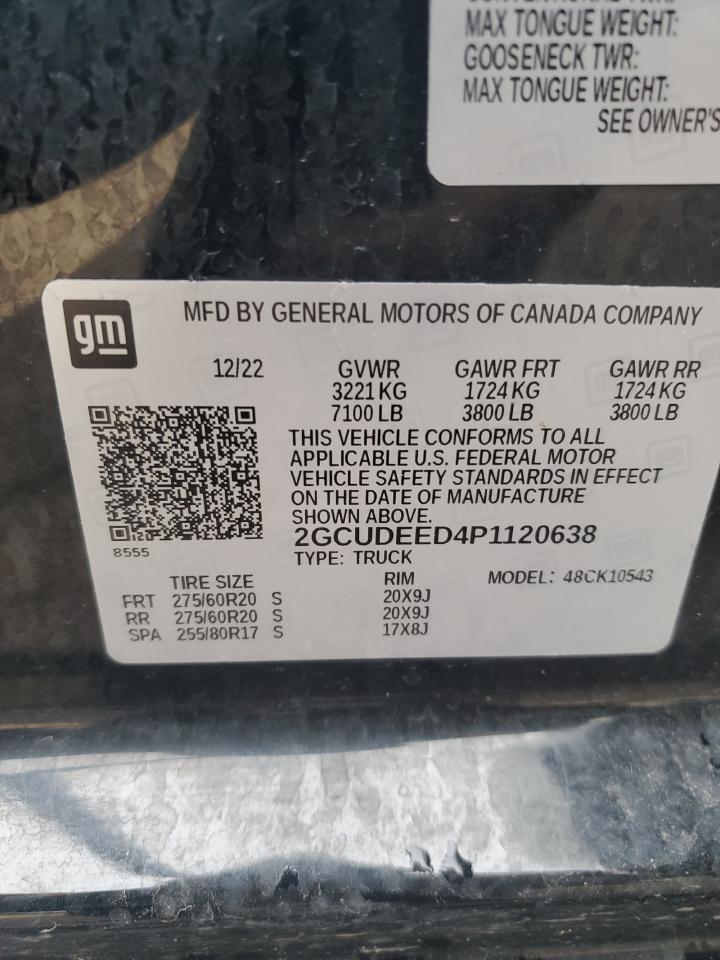 MAX TONGUE WEIGHT:
GOOSENECK TWR:
MAX TONGUE WEIGHT:
SEE OWNER'S
gm
MFD BY GENERAL MOTORS OF CANADA COMPANY
12/22 GVWR GAWR FRT GAWR RR
3221 KG 1724 KG 1724 KG
7100 LB 3800 LB 3800 LB
THIS VEHICLE CONFORMS TO ALL
APPLICABLE U.S. FEDERAL MOTOR
VEHICLE SAFETY STANDARDS IN EFFECT
ON THE DATE OF MANUFACTURE
SHOWN ABOVE.
2GCUDEED4P1120638
8555
TYPE: TRUCK
TIRE SIZE RIM MODEL: 48CK10543
FRT 275/60R20 S 20X9J
RR 275/60R20 S 20X9J
SPA 255/80R17 S 17X8J